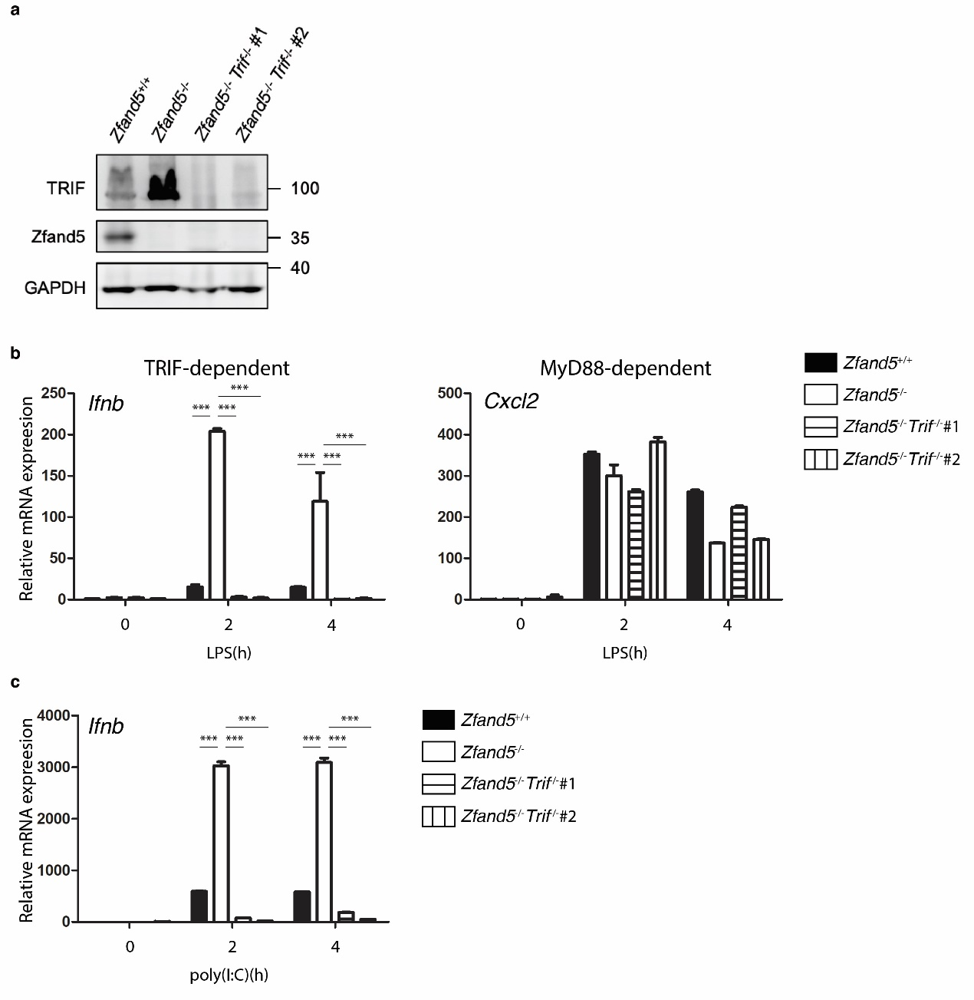 a
Zfand5+/+
Zfand5-/-
Zfand5-/- Trif-/- #1
Zfand5-/- Trif-/- #2
TRIF
100
Zfand5
35
40
GAPDH
b
TRIF-dependent
Relative mRNA expreesion
250
200
150
100
50
0
Ifnb
***
*** ***
***
*** ***
0 2 4
LPS(h)
MyD88-dependent
500
400
300
200
100
0
Cxcl2
0 2 4
LPS(h)
Zfand5+/+
Zfand5-/-
Zfand5-/-Trif-/-#1
Zfand5-/-Trif-/-#2
c
Relative mRNA expreesion
4000
3000
2000
1000
0
Ifnb
*** ***
*** *** *** ***
0 2 4
poly(I:C)(h)
Zfand5+/+
Zfand5-/-
Zfand5-/-Trif-/-#1
Zfand5-/-Trif-/-#2